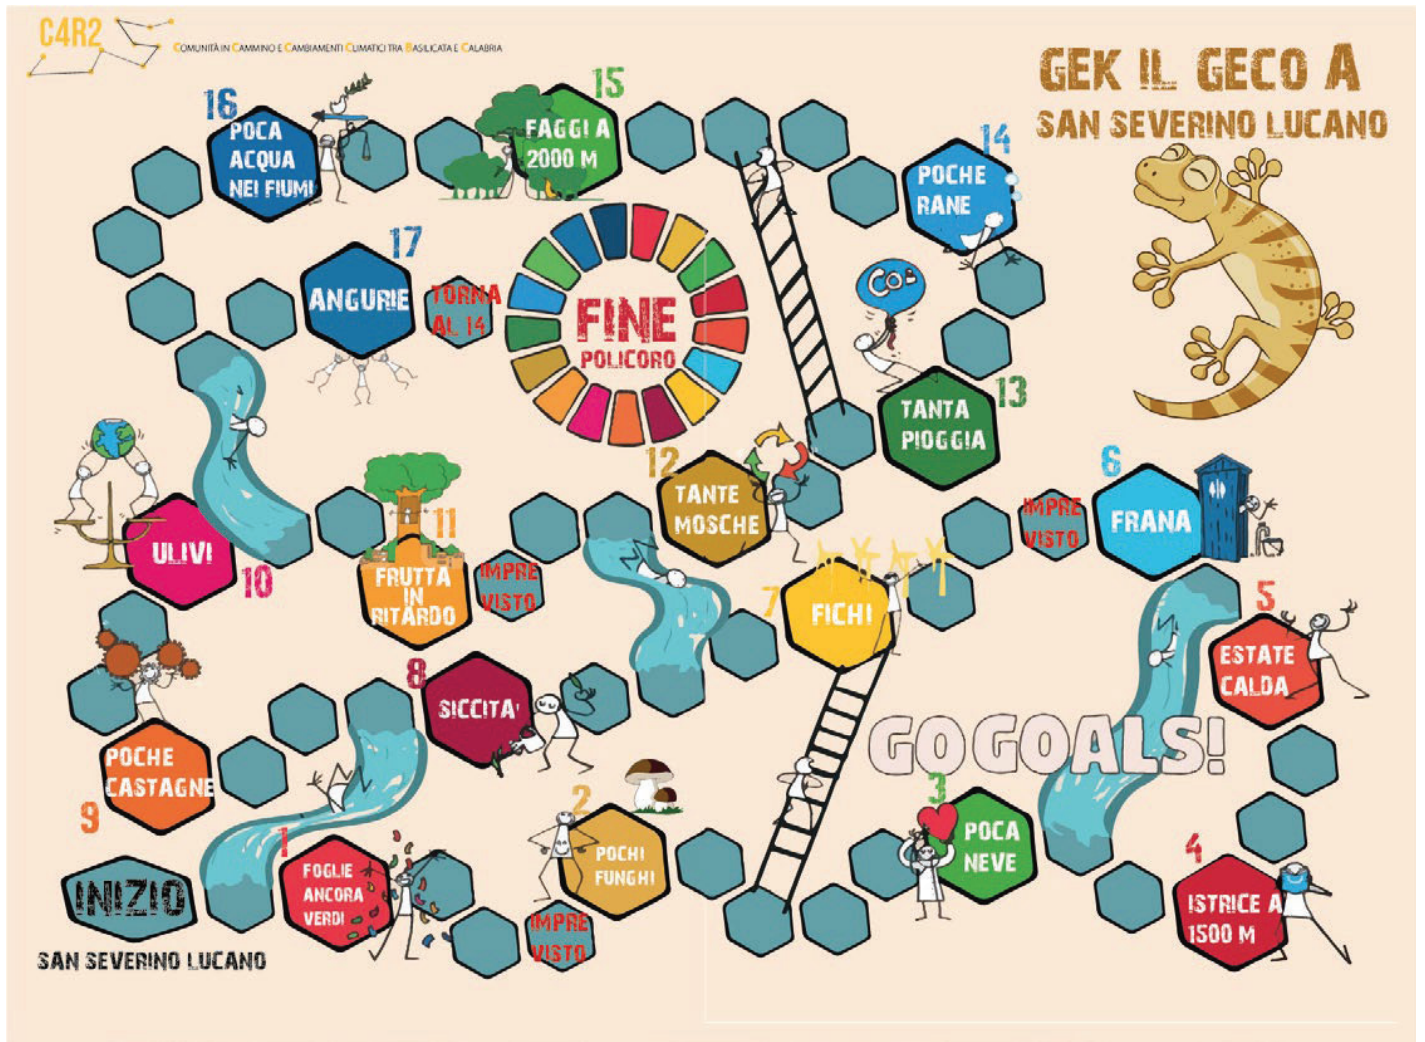 C4R2
COMUNITÀ IN CAMMINO E CAMBIAMENTI CLIMATICI TRA BASILICATA E CALABRIA
GEK IL GECO A
SAN SEVERINO LUCANO
16
POCA
ACQUA
NEI FIUMI
15
FAGGI A
2000 M
14
POCHE
RANE
17
ANGURIE
TORNA
AL 14
FINE
POLICORO
CO2
13
TANTA
PIOGGIA
12
TANTE
MOSCHE
6
FRANA
IMPRE
VISTO
ULIVI
10
11
FRUTTA
IN
RITARDO
IMPRE
VISTO
7
FICHI
5
ESTATE
CALDA
8
SICCITA'
GO GOALS!
POCHE
CASTAGNE
9
2
POCHI
FUNGHI
3
POCA
NEVE
4
ISTRICE A
1500 M
1
FOGLIE
ANCORA
VERDI
IMPRE
VISTO
INIZIO
SAN SEVERINO LUCANO